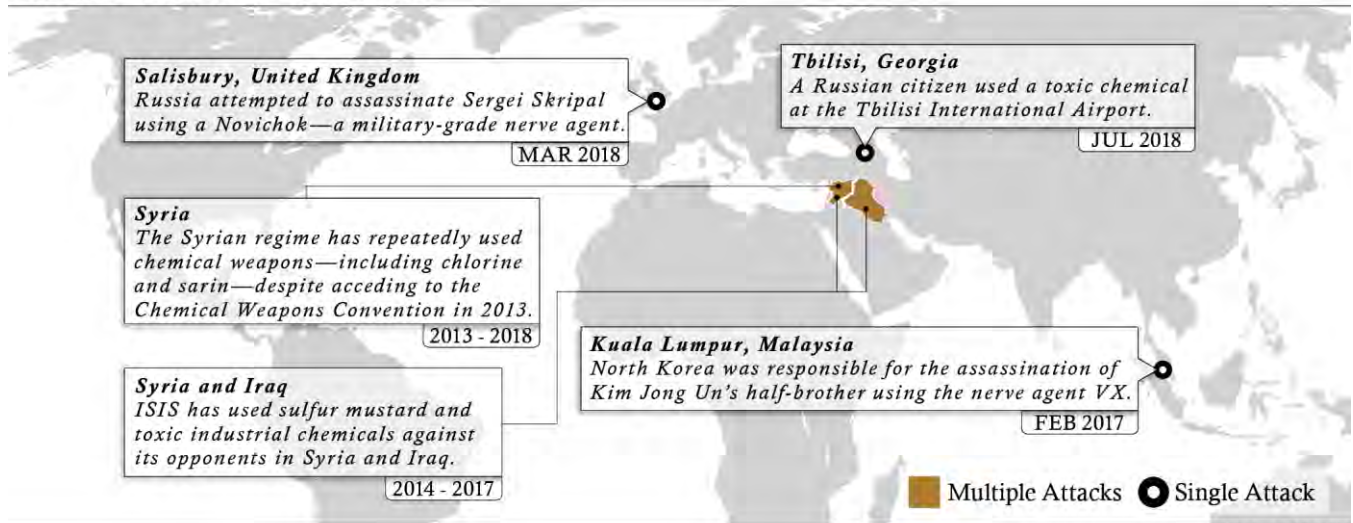 Salisbury, United Kingdom
Russia attempted to assassinate Sergei Skripal
using a Novichok—a military-grade nerve agent.
MAR 2018
Tbilisi, Georgia
A Russian citizen used a toxic chemical
at the Tbilisi International Airport.
JUL 2018
Syria
The Syrian regime has repeatedly used
chemical weapons—including chlorine
and sarin—despite acceding to the
Chemical Weapons Convention in 2013.
2013 - 2018
Kuala Lumpur, Malaysia
North Korea was responsible for the assassination of
Kim Jong Un's half-brother using the nerve agent VX.
FEB 2017
Syria and Iraq
ISIS has used sulfur mustard and
toxic industrial chemicals against
its opponents in Syria and Iraq.
2014 - 2017
Multiple Attacks
Single Attack